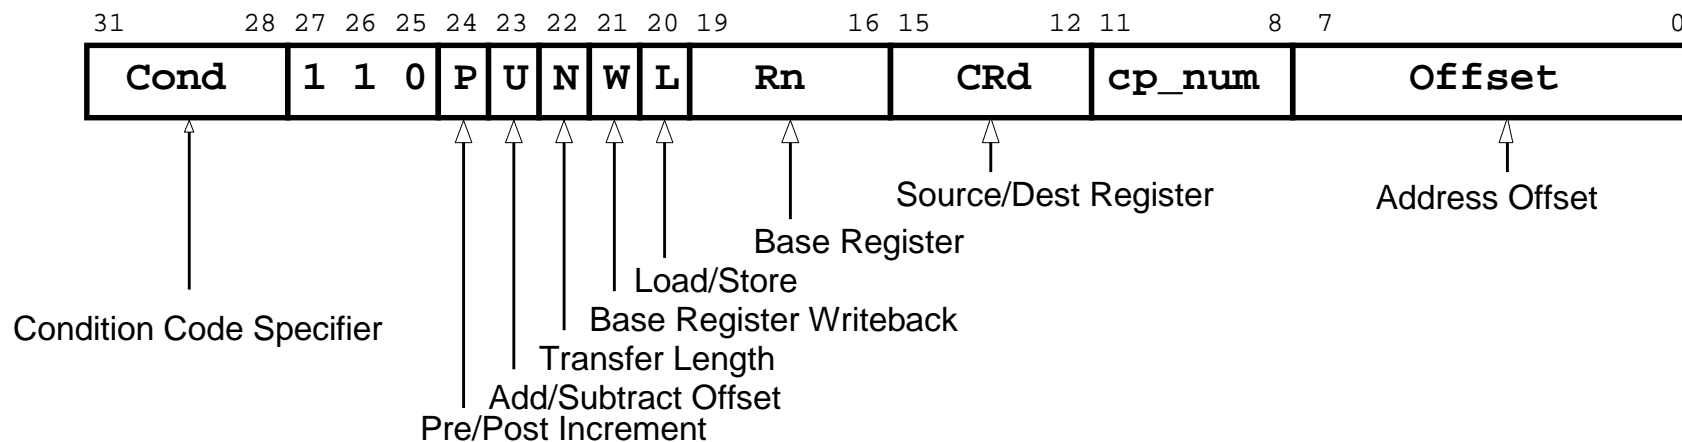 31 28 27 26 25 24 23 22 21 20 19 16 15 12 11 8 7 0
Cond 1 1 0 P U N W L Rn CRd cp_num Offset
Source/Dest Register
Address Offset
Base Register
Load/Store
Base Register Writeback
Condition Code Specifier
Transfer Length
Add/Subtract Offset
Pre/Post Increment